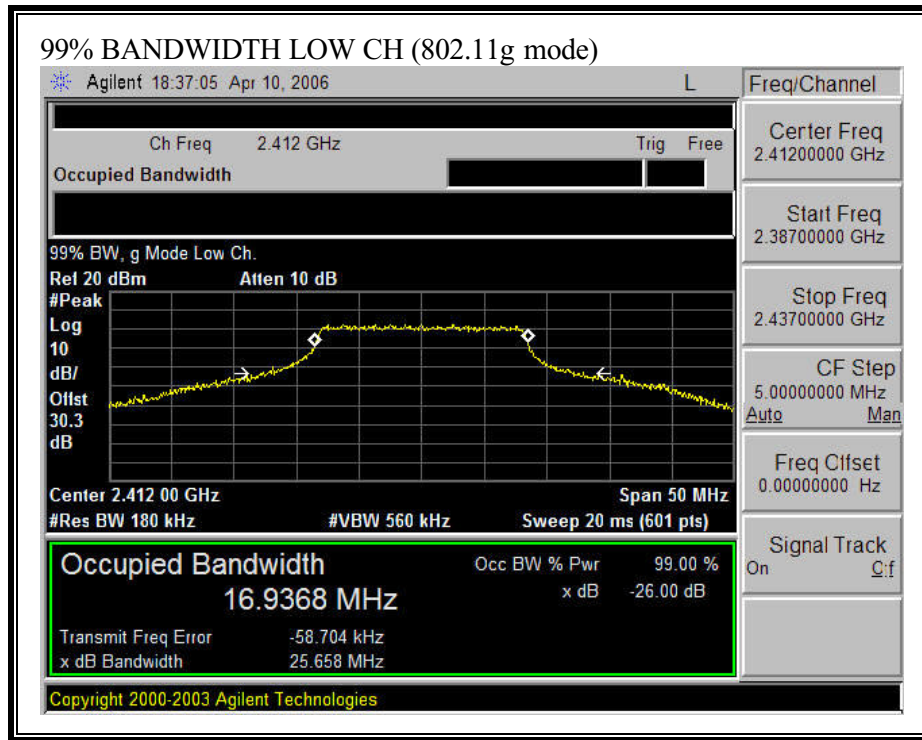 99% BANDWIDTH LOW CH (802.11g mode)
Agilent 18:37:05 Apr 10, 2006 L
Freq/Channel
Ch Freq 2.412 GHz Trig Free
Occupied Bandwidth
Center Freq
2.41200000 GHz
Start Freq
2.38700000 GHz
99% BW, g Mode Low Ch.
Ref 20 dBm Atten 10 dB
#Peak
Log
10
dB/
Offst
30.3
dB
Stop Freq
2.43700000 GHz
CF Step
5.00000000 MHz
Auto Man
Freq Offset
0.00000000 Hz
Center 2.412 00 GHz Span 50 MHz
#Res BW 180 kHz #VBW 560 kHz Sweep 20 ms (601 pts)
Signal Track
On Off
Occupied Bandwidth
16.9368 MHz
Occ BW % Pwr 99.00 %
x dB -26.00 dB
Transmit Freq Error -58.704 kHz
x dB Bandwidth 25.658 MHz
Copyright 2000-2003 Agilent Technologies